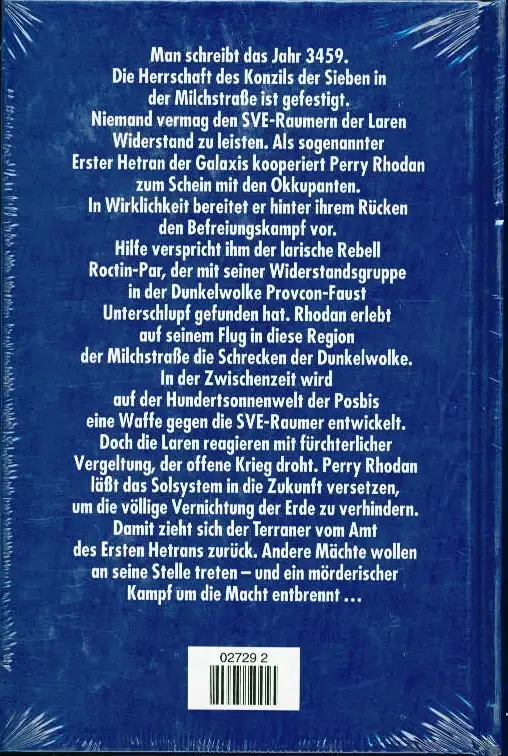 Man schreibt das Jahr 3459.
Die Herrschaft des Konzils der Sieben in
der Milchstraße ist gefestigt.
Niemand vermag den SVE-Raumern der Laren
Widerstand zu leisten. Als sogenannter
Erster Hetran der Galaxis kooperiert Perry Rhodan
zum Schein mit den Okkupanten.
In Wirklichkeit bereitet er hinter ihrem Rücken
den Befreiungskampf vor.
Hilfe verspricht ihm der larische Rebell
Roctin-Par, der mit seiner Widerstandsgruppe
in der Dunkelwolke Provcon-Faust
Unterschlupf gefunden hat. Rhodan erlebt
auf seinem Flug in diese Region
der Milchstraße die Schrecken der Dunkelwolke.
In der Zwischenzeit wird
auf der Hundertsonnenwelt der Posbis
eine Waffe gegen die SVE-Raumer entwickelt.
Doch die Laren reagieren mit fürchterlicher
Vergeltung, der offene Krieg droht. Perry Rhodan
läßt das Solsystem in die Zukunft versetzen,
um die völlige Vernichtung der Erde zu verhindern.
Damit zieht sich der Terraner vom Amt
des Ersten Hetrans zurück. Andere Mächte wollen
an seine Stelle treten – und ein mörderischer
Kampf um die Macht entbrennt ...
02729 2